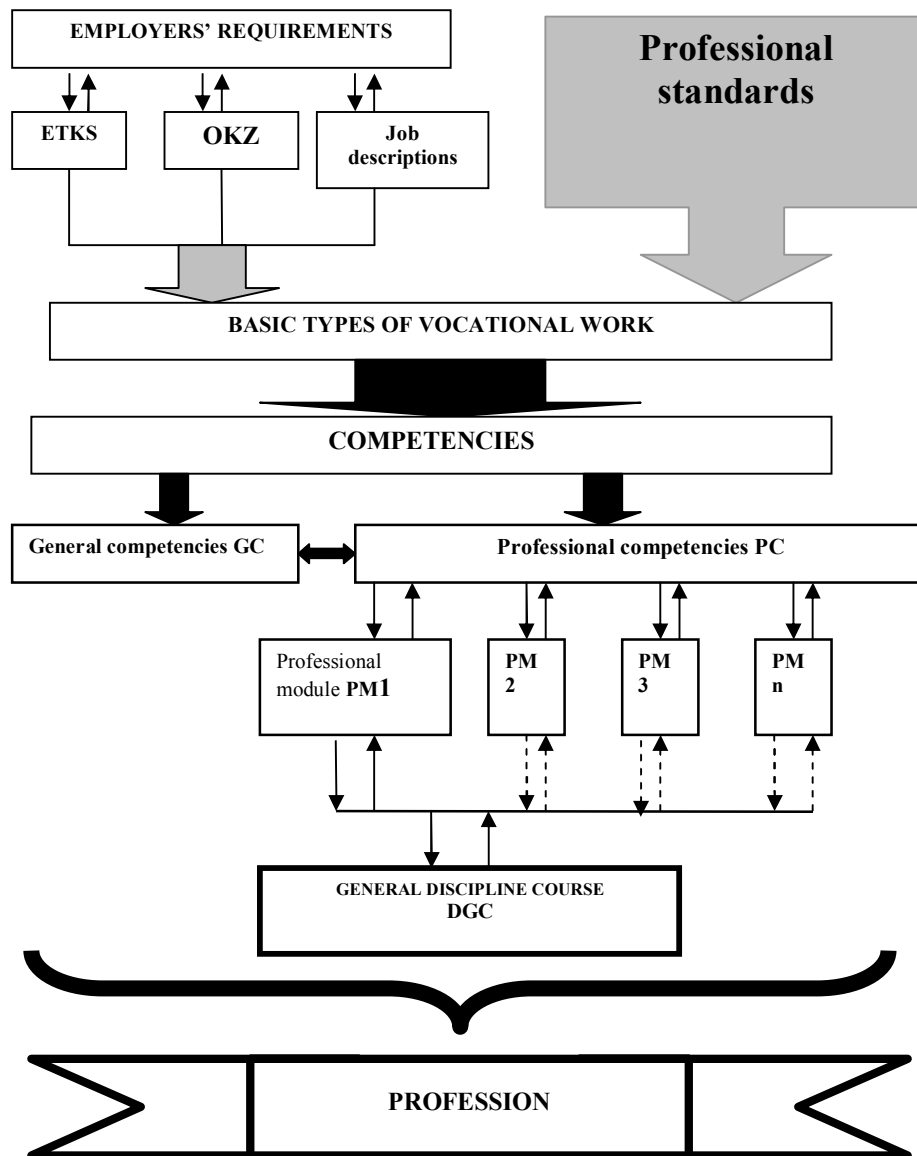 EMPLOYERS’ REQUIREMENTS
Professional
standards
ETKS
OKZ
Job
descriptions
BASIC TYPES OF VOCATIONAL WORK
COMPETENCIES
General competencies GC
Professional competencies PC
Professional
module PM1
PM
2
PM
3
PM
n
GENERAL DISCIPLINE COURSE
DGC
PROFESSION